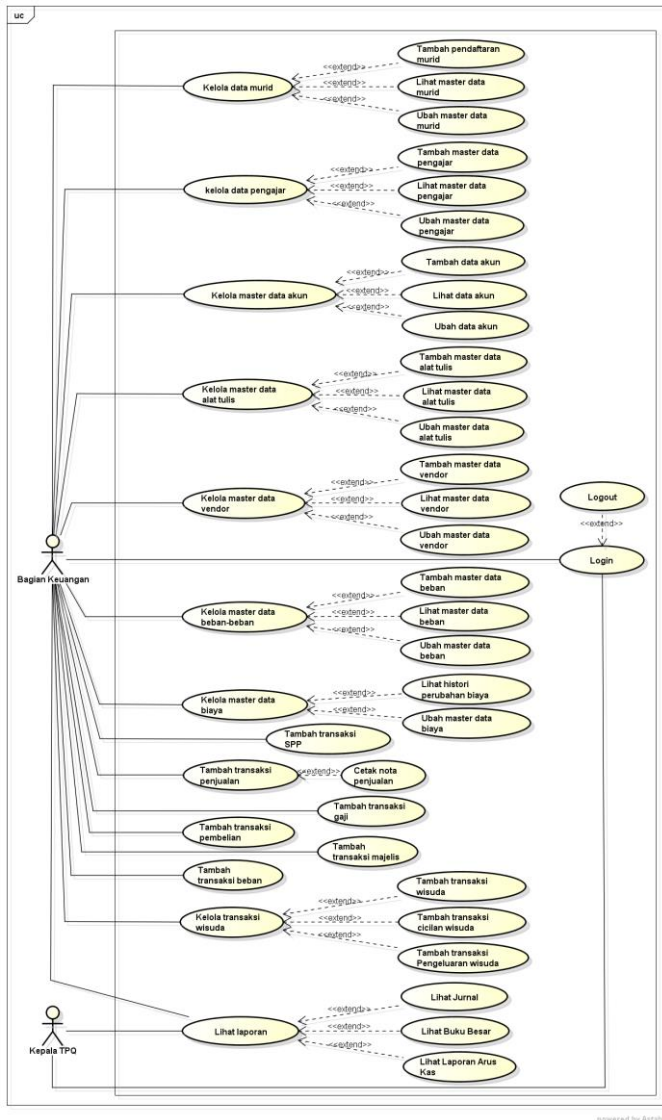 uc
Tambah pendaftaran
murid
<<extend>>
Kelola data murid
<<extend>>
Lihat master data
murid
<<extend>>
Ubah master data
murid
Tambah master data
pengajar
<<extend>>
kelola data pengajar
<<extend>>
Lihat master data
pengajar
<<extend>>
Ubah master data
pengajar
Tambah data akun
<<extend>>
Kelola master data akun
<<extend>>
Lihat data akun
<<extend>>
Ubah data akun
Tambah master data
alat tulis
<<extend>>
Kelola master data
alat tulis
<<extend>>
Lihat master data
alat tulis
<<extend>>
Ubah master data
alat tulis
Tambah master data
vendor
<<extend>>
Kelola master data
vendor
<<extend>>
Lihat master data
vendor
<<extend>>
Ubah master data
vendor
Logout
<<extend>>
Login
Bagian Keuangan
Tambah master data
beban
<<extend>>
Kelola master data
beban-beban
<<extend>>
Lihat master data
beban
<<extend>>
Ubah master data
beban
Kelola master data
biaya
<<extend>>
Lihat histori
perubahan biaya
<<extend>>
Ubah master data
biaya
Tambah transaksi
SPP
Tambah transaksi
penjualan
<<extend>>
Cetak nota
penjualan
Tambah transaksi
gaji
Tambah transaksi
pembelian
Tambah
transaksi majelis
Tambah
transaksi beban
Tambah transaksi
wisuda
<<extend>>
Kelola transaksi
wisuda
<<extend>>
Tambah transaksi
cicilan wisuda
<<extend>>
Tambah transaksi
Pengeluaran wisuda
Lihat Jurnal
<<extend>>
Kepala TPQ
Lihat laporan
<<extend>>
Lihat Buku Besar
<<extend>>
Lihat Laporan Arus
Kas
powered by Astah